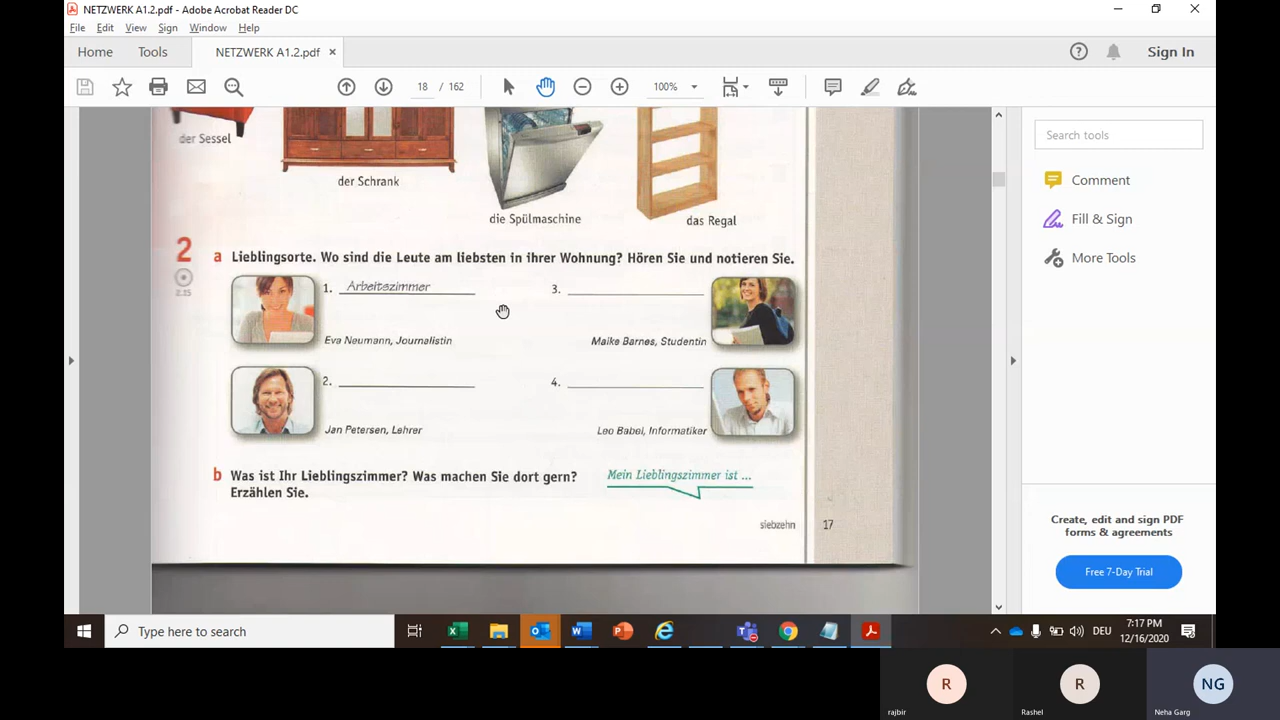 NETZWERK A1.2.pdf - Adobe Acrobat Reader DC
File Edit View Sign Window Help
Home Tools NETZWERK A1.2.pdf × Sign In
18 / 162 100%
der Sessel
der Schrank
die Spülmaschine
das Regal
2 a Lieblingsorte. Wo sind die Leute am liebsten in ihrer Wohnung? Hören Sie und notieren Sie.
2.15
1. Arbeitszimmer
Eva Neumann, Journalistin
3.
Maike Barnes, Studentin
2.
Jan Petersen, Lehrer
4.
Leo Babel, Informatiker
b Was ist Ihr Lieblingszimmer? Was machen Sie dort gern?
Erzählen Sie.
Mein Lieblingszimmer ist ...
siebzehn 17
Search tools
Comment
Fill & Sign
More Tools
Create, edit and sign PDF
forms & agreements
Free 7-Day Trial
Type here to search
DEU
7:17 PM
12/16/2020
R
rajbir
R
Rashel
NG
Neha Garg